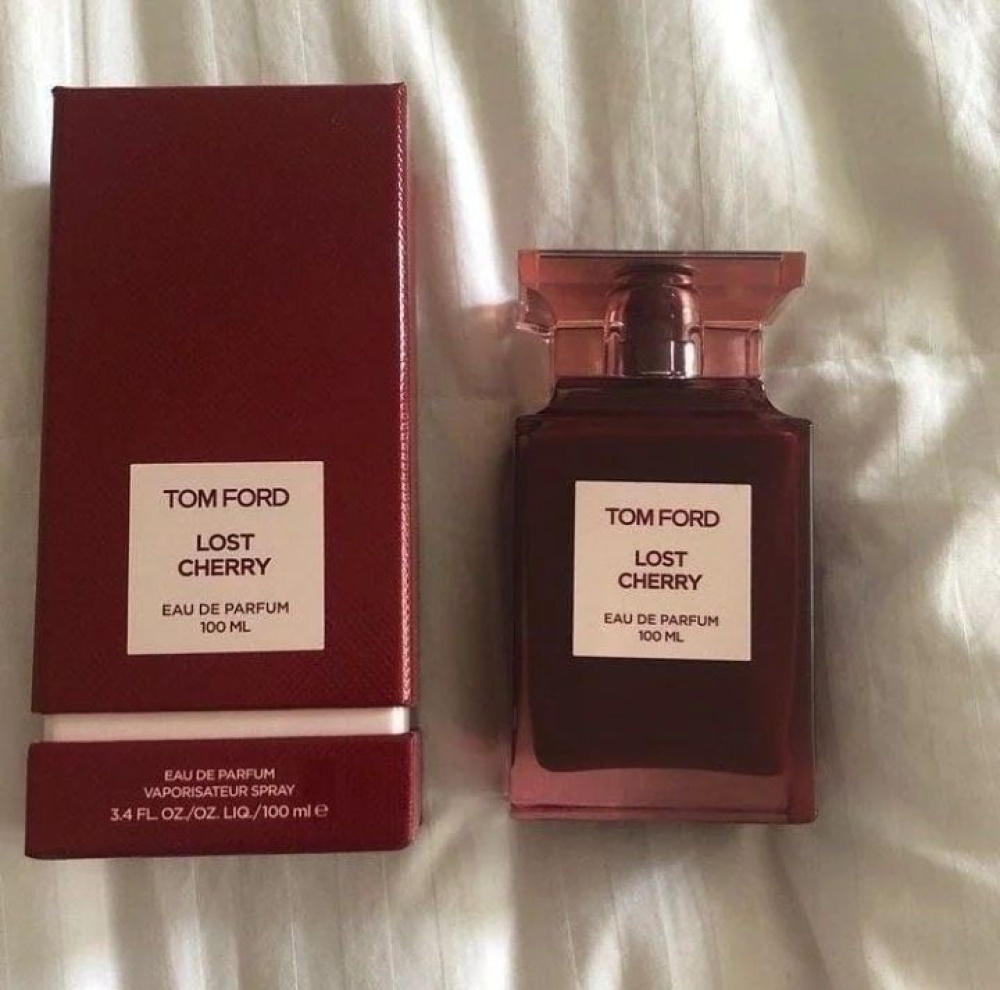 TOM FORD
LOST
CHERRY
EAU DE PARFUM
100 ML
EAU DE PARFUM
VAPORISATEUR SPRAY
3.4 FL. OZ./OZ. LIQ./100 ml ℮
TOM FORD
LOST
CHERRY
EAU DE PARFUM
100 ML